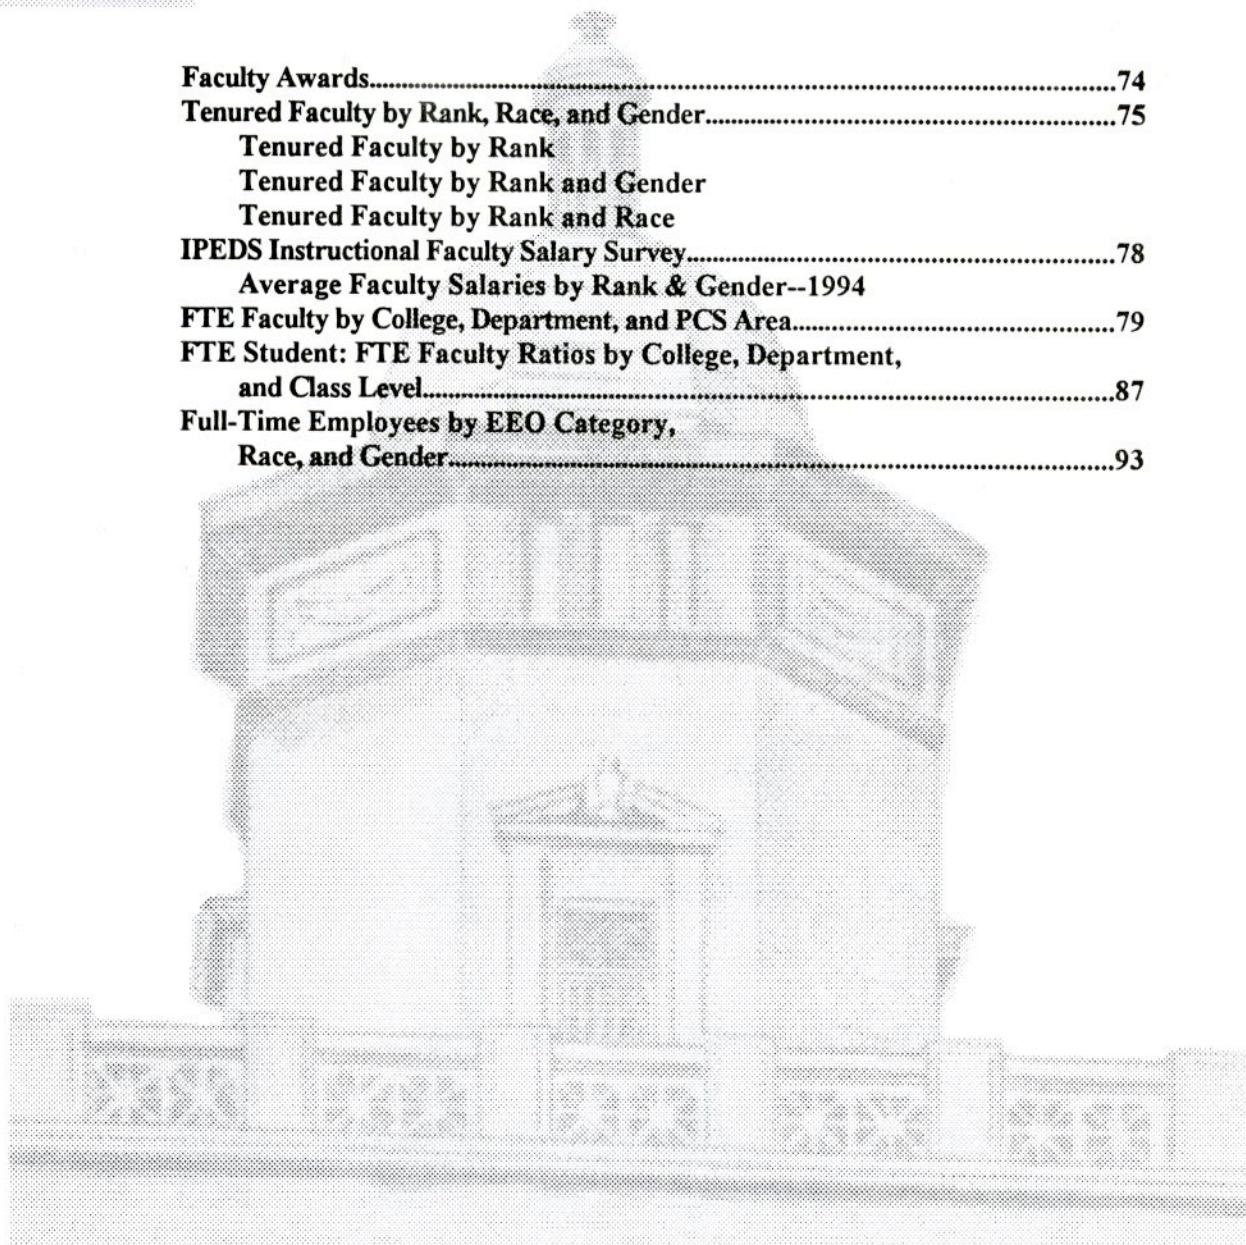 Faculty Awards..........74
Tenured Faculty by Rank, Race, and Gender..........75
Tenured Faculty by Rank
Tenured Faculty by Rank and Gender
Tenured Faculty by Rank and Race
IPEDS Instructional Faculty Salary Survey..........78
Average Faculty Salaries by Rank & Gender--1994
FTE Faculty by College, Department, and PCS Area..........79
FTE Student: FTE Faculty Ratios by College, Department,
and Class Level..........87
Full-Time Employees by EEO Category,
Race, and Gender..........93